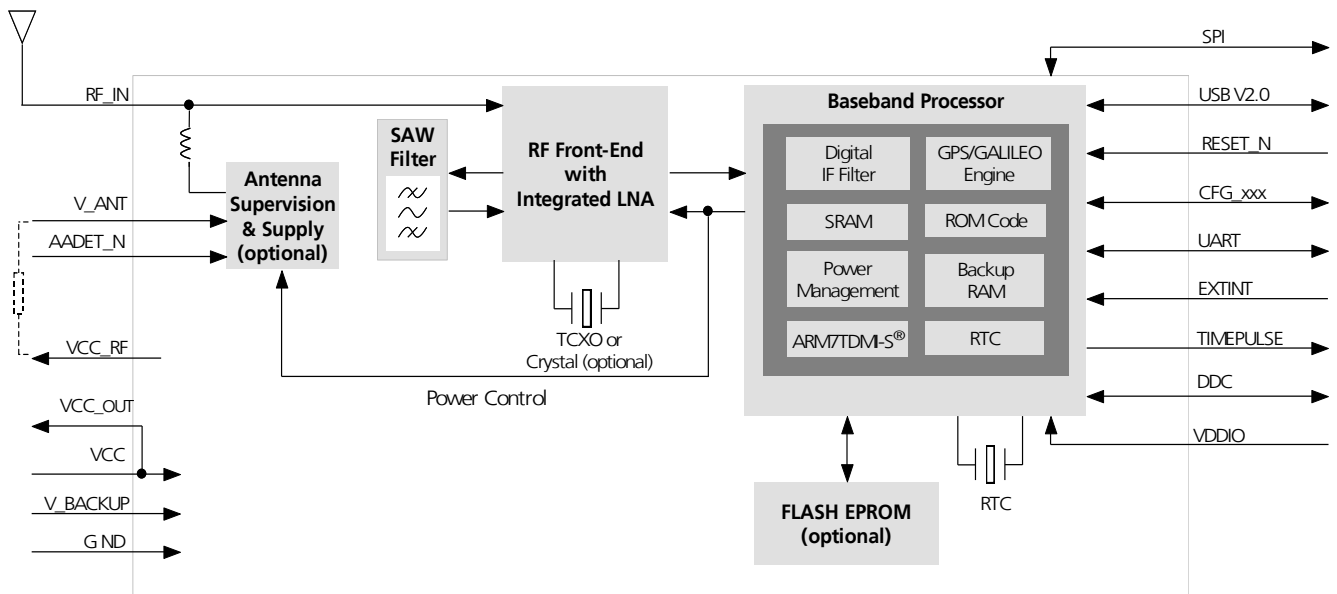 SPI
RF_IN
Baseband Processor
USB V2.0
SAW
Filter
RF Front-End
with
Integrated LNA
Digital
IF Filter
GPS/GALILEO
Engine
RESET_N
Antenna
Supervision
& Supply
(optional)
V_ANT
AADET_N
SRAM
ROM Code
CFG_xxx
UART
Power
Management
Backup
RAM
EXTINT
TCXO or
Crystal (optional)
ARM7TDMI-S®
RTC
TIMEPULSE
VCC_RF
Power Control
DDC
VCC_OUT
VDDIO
VCC
V_BACKUP
GND
FLASH EPROM
(optional)
RTC